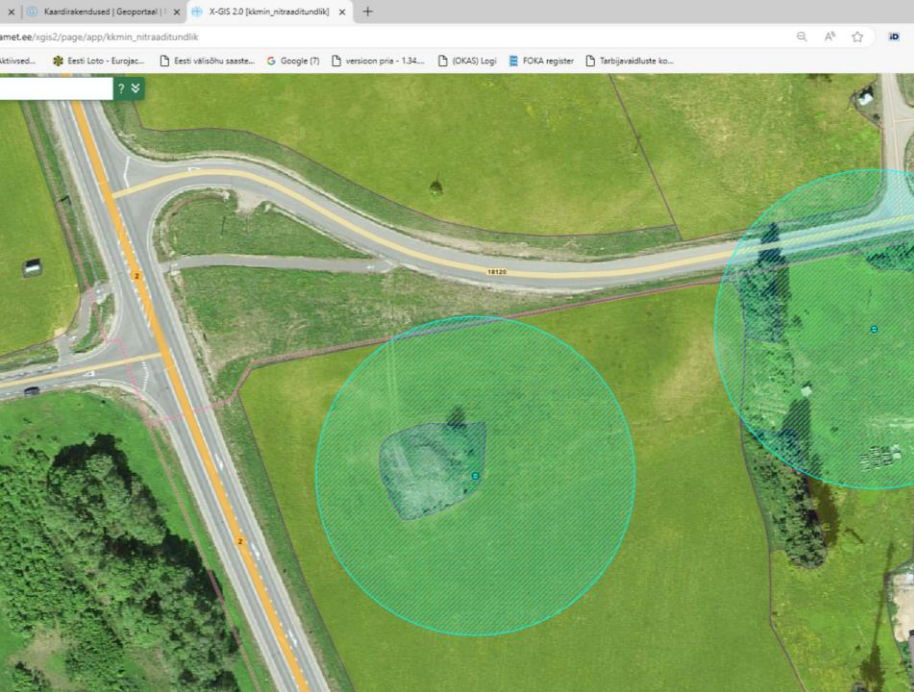 Kaardirakendused | Geoportaal |
X-GIS 2.0 [kkmin_nitraaditundlik]
amet.ee/xgis2/page/app/kkmin_nitraaditundlik
iD
Aktiivsed...
Eesti Loto - Eurojac...
Eesti välisõhu saaste...
Google (7)
versioon pria - 1.34....
(OKAS) Logi
FOKA register
Tarbijavaidluste ko...
?
18120
2
2